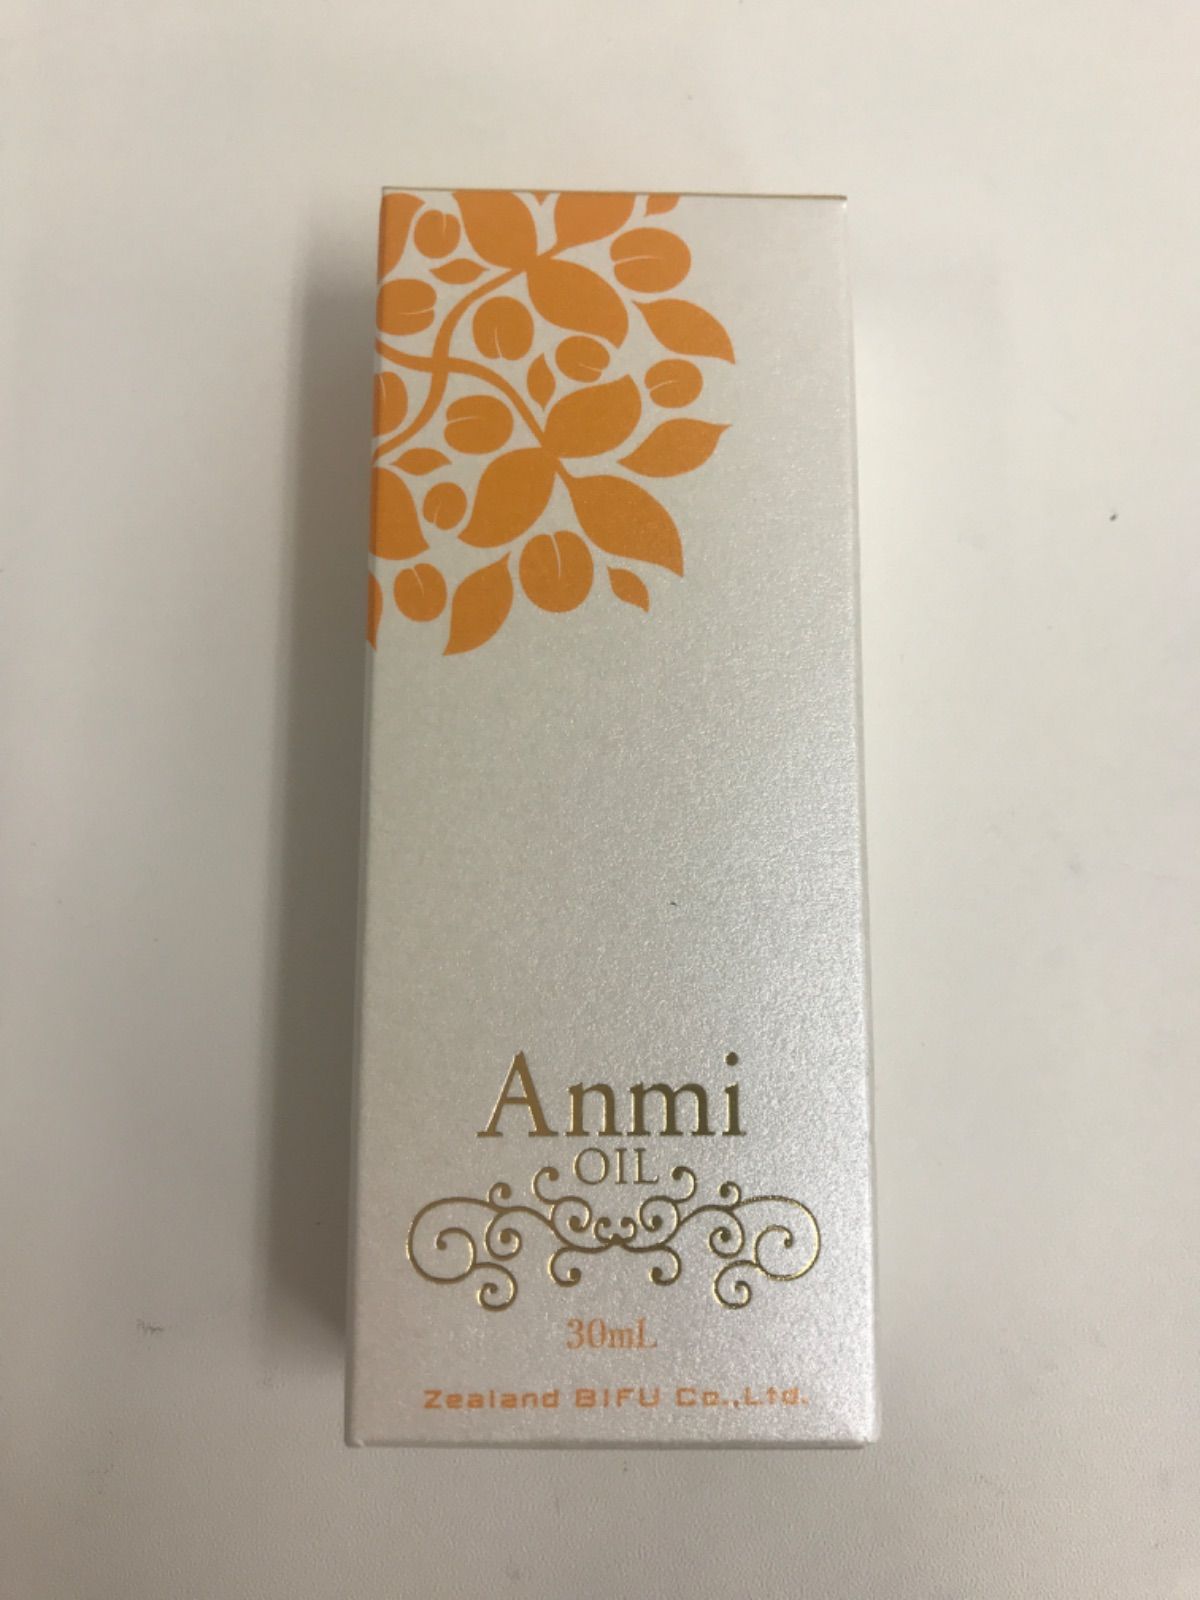 Anmi
OIL
30mL
Zealand BIFU Co.,Ltd.